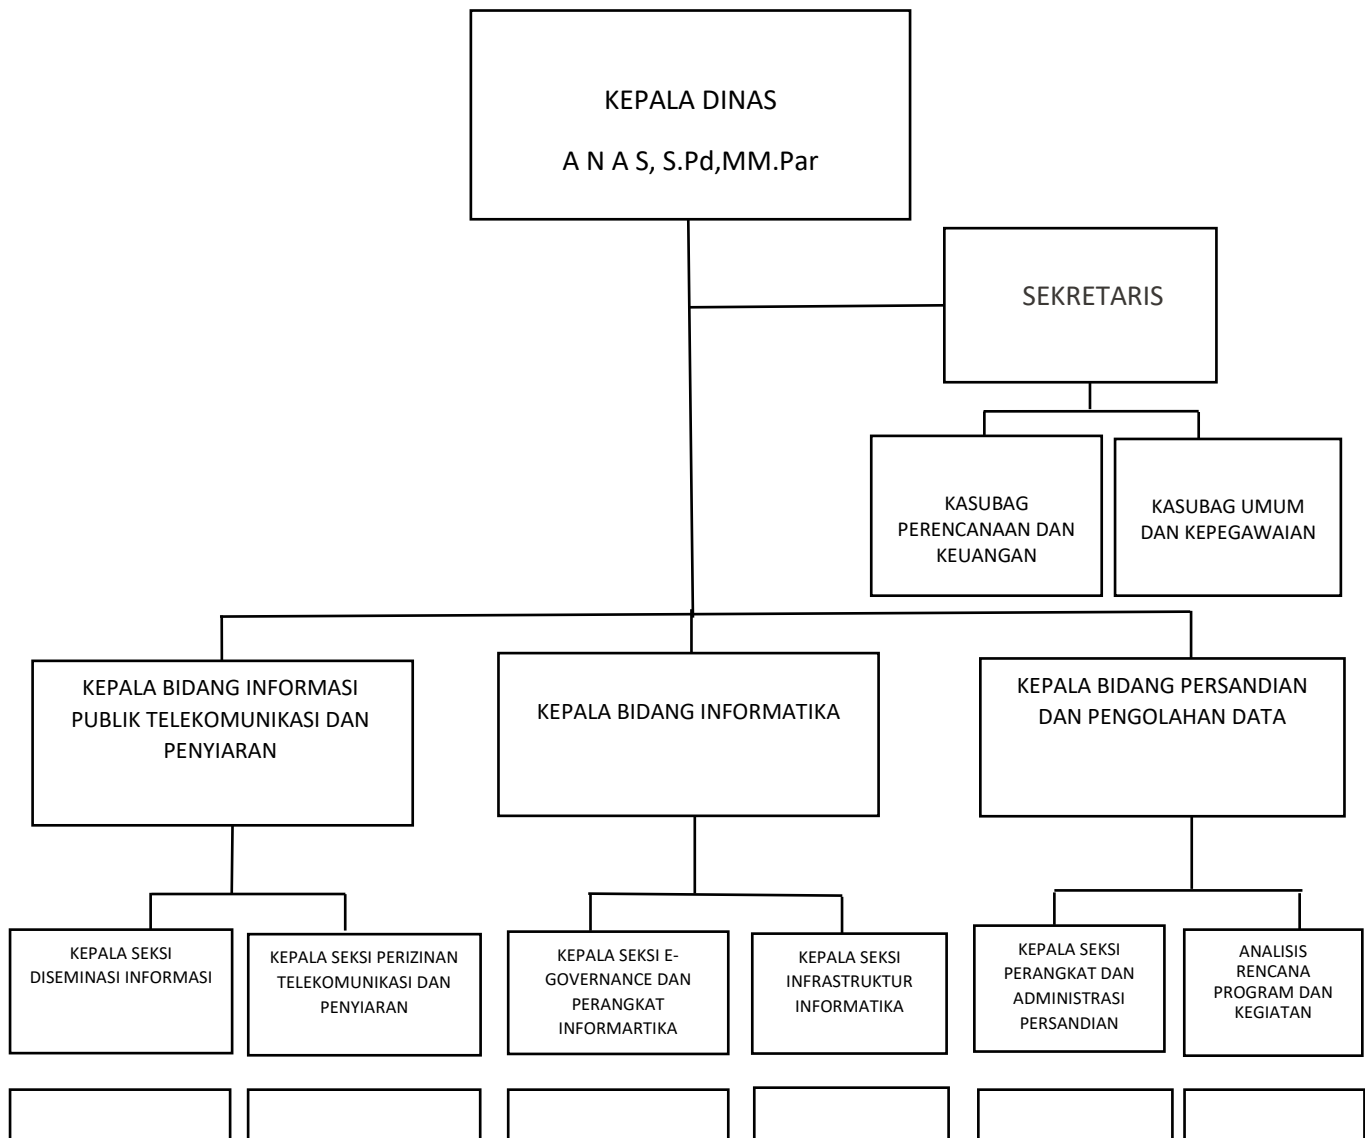 KEPALA DINAS
A N A S, S.Pd,MM.Par
SEKRETARIS
KASUBAG
PERENCANAAN DAN
KEUANGAN
KASUBAG UMUM
DAN KEPEGAWAIAN
KEPALA BIDANG INFORMASI
PUBLIK TELEKOMUNIKASI DAN
PENYIARAN
KEPALA BIDANG INFORMATIKA
KEPALA BIDANG PERSANDIAN
DAN PENGOLAHAN DATA
KEPALA SEKSI
DISEMINASI INFORMASI
KEPALA SEKSI PERIZINAN
TELEKOMUNIKASI DAN
PENYIARAN
KEPALA SEKSI E-
GOVERNANCE DAN
PERANGKAT
INFORMARTIKA
KEPALA SEKSI
INFRASTRUKTUR
INFORMATIKA
KEPALA SEKSI
PERANGKAT DAN
ADMINISTRASI
PERSANDIAN
ANALISIS
RENCANA
PROGRAM DAN
KEGIATAN